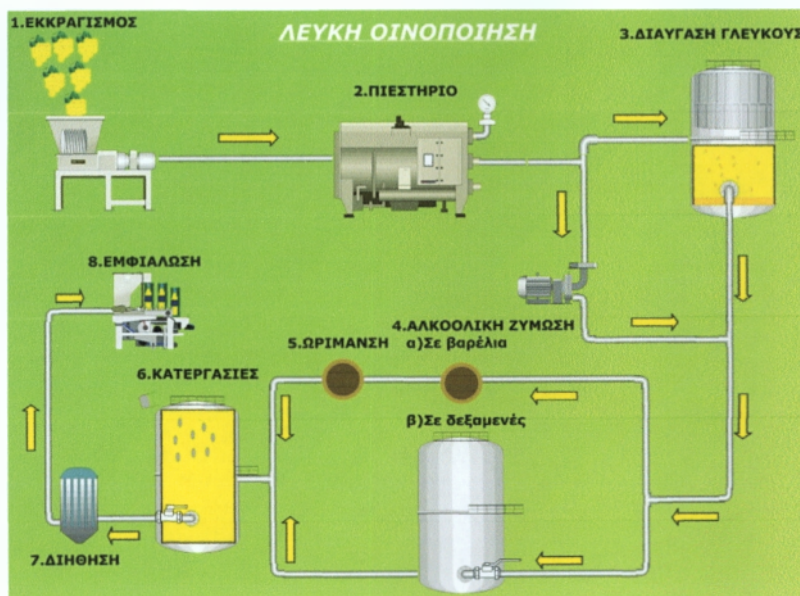 ΛΕΥΚΗ ΟΙΝΟΠΟΙΗΣΗ
1.ΕΚΚΡΑΓΙΣΜΟΣ
2.ΠΙΕΣΤΗΡΙΟ
3.ΔΙΑΥΓΑΣΗ ΓΛΕΥΚΟΥΣ
4.ΑΛΚΟΟΛΙΚΗ ΖΥΜΩΣΗ
α)Σε βαρέλια
β)Σε δεξαμενές
5.ΩΡΙΜΑΝΣΗ
6.ΚΑΤΕΡΓΑΣΙΕΣ
7.ΔΙΗΘΗΣΗ
8.ΕΜΦΙΑΛΩΣΗ